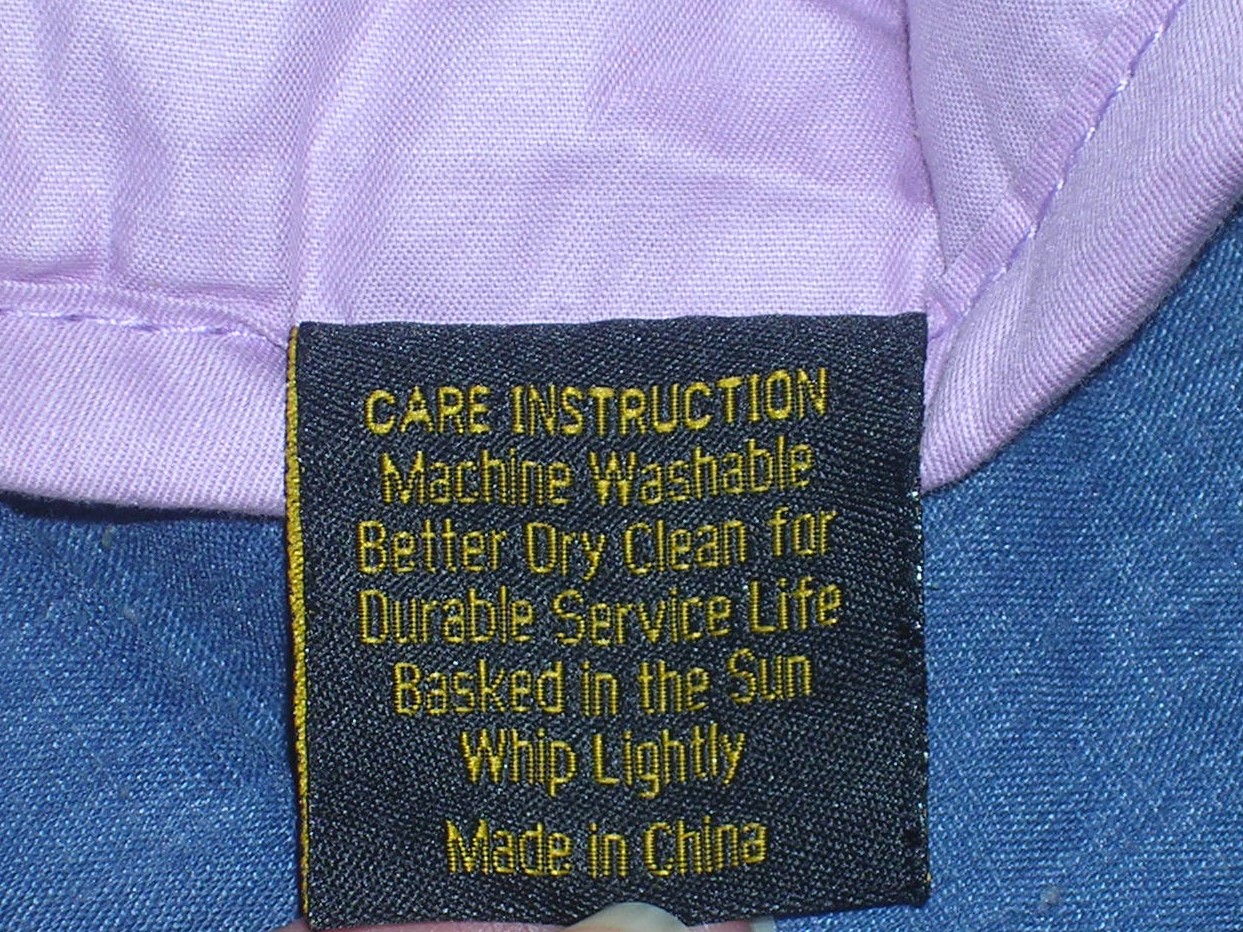 CARE INSTRUCTION
Machine Washable
Better Dry Clean for
Durable Service Life
Basked in the Sun
Whip Lightly
Made in China